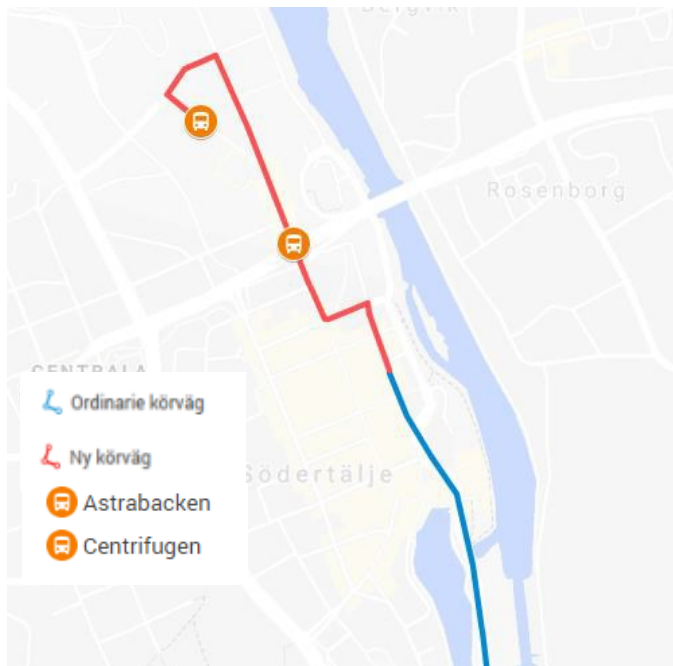 Bergvik
Rosenborg
CENTRALA
Ordinarie körväg
Ny körväg
Södertälje
Astrabacken
Centrifugen